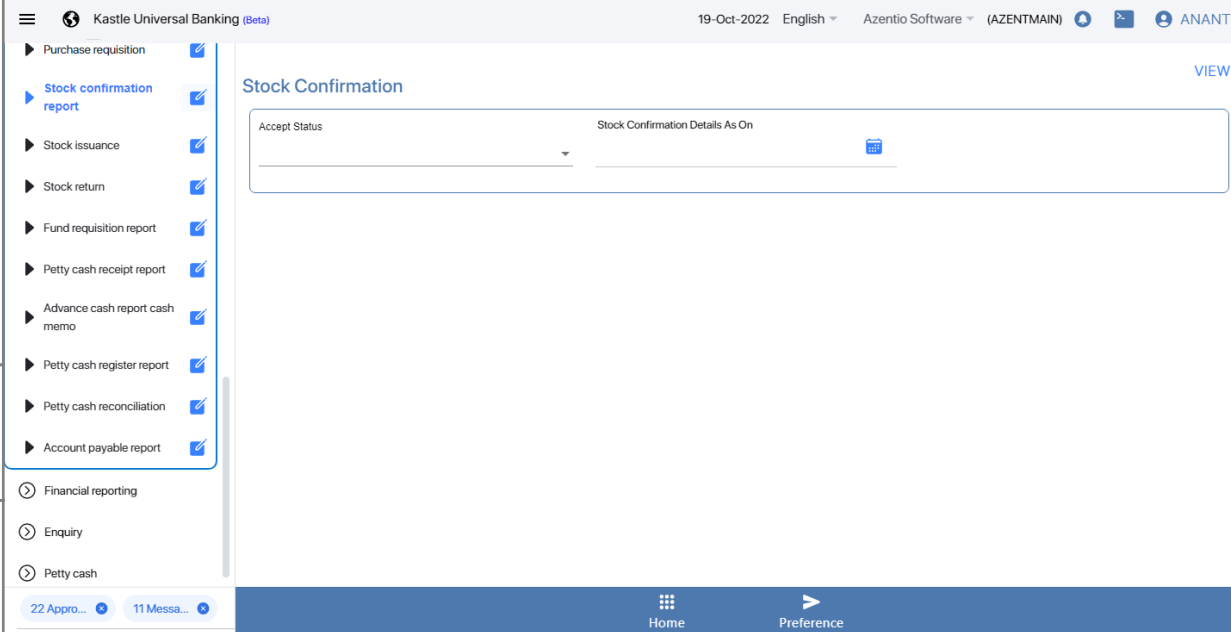 Kastle Universal Banking (Beta)
19-Oct-2022 English Azentio Software (AZENTMAIN) ANANT
Purchase requisition
Stock confirmation
report
Stock issuance
Stock return
Fund requisition report
Petty cash receipt report
Advance cash report cash
memo
Petty cash register report
Petty cash reconciliation
Account payable report
Financial reporting
Enquiry
Petty cash
22 Appro...
11 Messa...
VIEW
Stock Confirmation
Accept Status
Stock Confirmation Details As On
Home
Preference